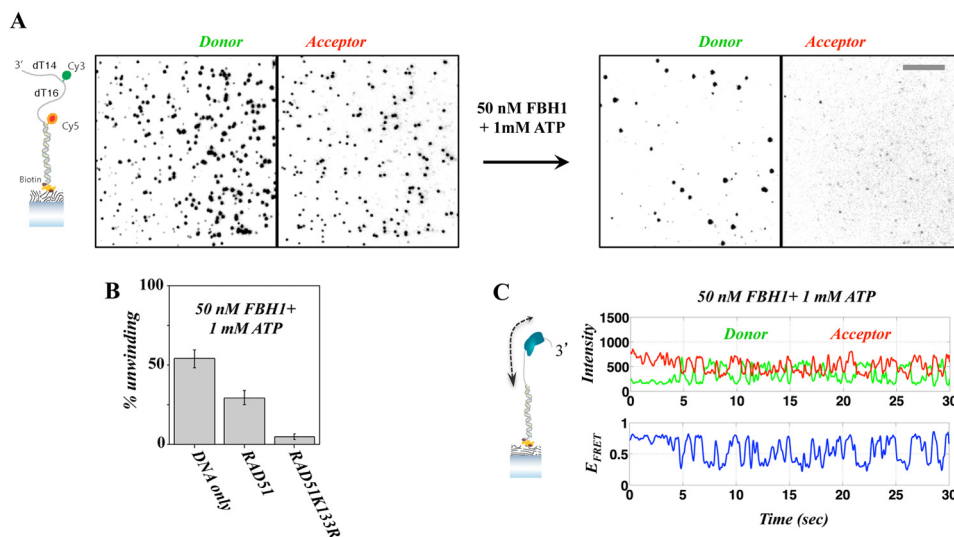 A
Donor
Acceptor
Donor
Acceptor
3'
dT14
Cy3
dT16
Cy5
Biotin
50 nM FBH1
+ 1mM ATP
B
100
50
0
% unwinding
50 nM FBH1+
1 mM ATP
DNA only
RAD51
RAD51K133R
C
3'
50 nM FBH1+ 1 mM ATP
Donor
Acceptor
Intensity
1500
1000
500
0
0 5 10 15 20 25 30
E_FRET
1
0.5
0
0 5 10 15 20 25 30
Time (sec)